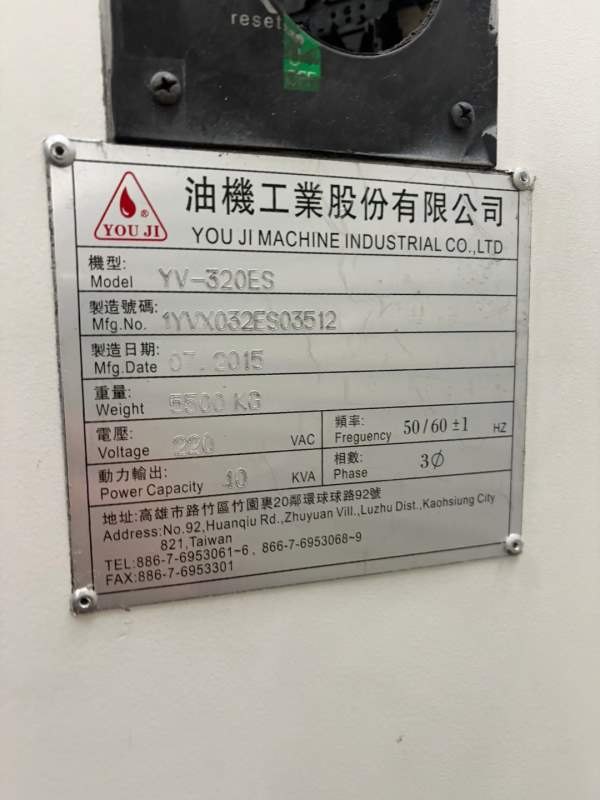 reset
油機工業股份有限公司
YOU JI ®
YOU JI MACHINE INDUSTRIAL CO.,LTD
機型:
Model YV-320ES
製造號碼:
Mfg.No. 1YVX032ES03512
製造日期:
Mfg.Date 07.2015
重量:
Weight 5500 KG
電壓:
Voltage 220 VAC
頻率:
Freguency 50/60 ±1 HZ
動力輸出:
Power Capacity KVA
相數:
Phase 3Ø
地址:高雄市路竹區竹園裏20鄰環球路92號
Address:No.92,Huanqiu Rd.,Zhuyuan Vill.,Luzhu Dist.,Kaohsiung City
821,Taiwan
TEL:886-7-6953061~6 , 866-7-6953068~9
FAX:886-7-6953301